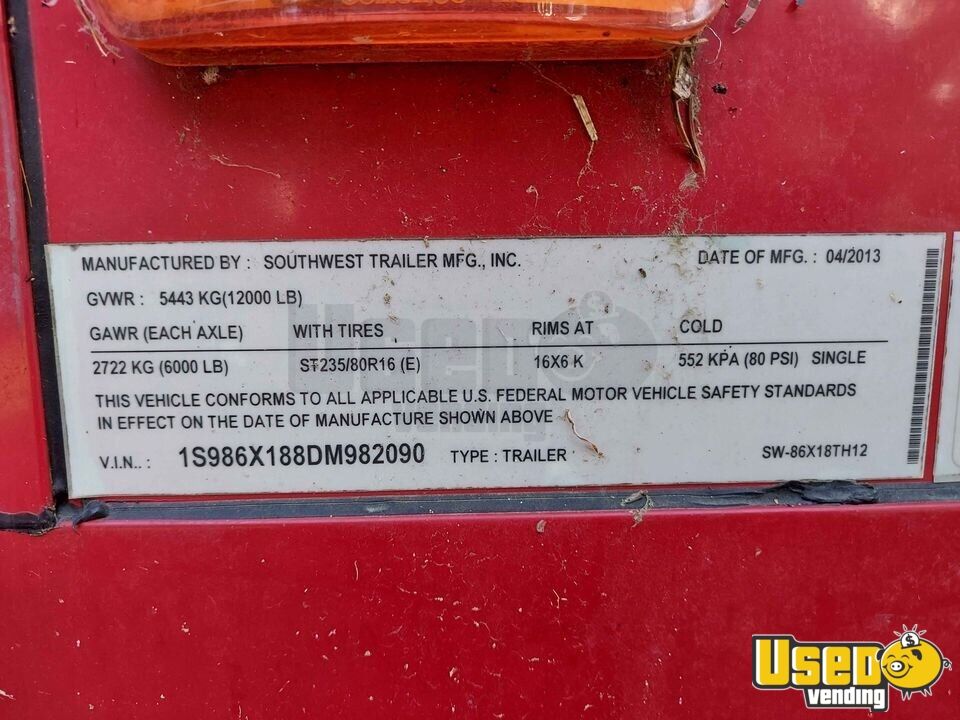 MANUFACTURED BY : SOUTHWEST TRAILER MFG., INC. DATE OF MFG. : 04/2013
GVWR : 5443 KG(12000 LB)
GAWR (EACH AXLE) WITH TIRES RIMS AT COLD
2722 KG (6000 LB) ST235/80R16 (E) 16X6 K 552 KPA (80 PSI) SINGLE
THIS VEHICLE CONFORMS TO ALL APPLICABLE U.S. FEDERAL MOTOR VEHICLE SAFETY STANDARDS
IN EFFECT ON THE DATE OF MANUFACTURE SHOWN ABOVE
V.I.N.. : 1S986X188DM982090 TYPE : TRAILER SW-86X18TH12
USED
vending
USED
vending